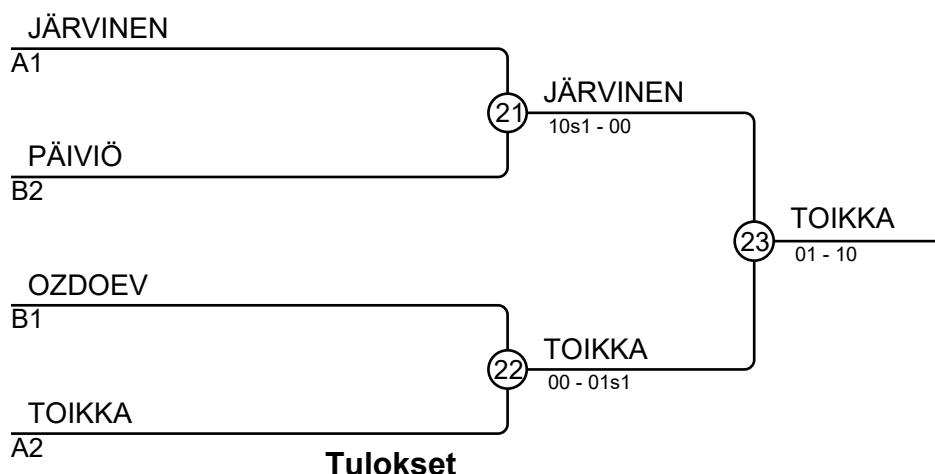 JÄRVINEN
A1
21
JÄRVINEN
10s1 - 00
PÄIVIÖ
B2
23
TOIKKA
01 - 10
OZDOEV
B1
22
TOIKKA
00 - 01s1
TOIKKA
A2
Tulokset